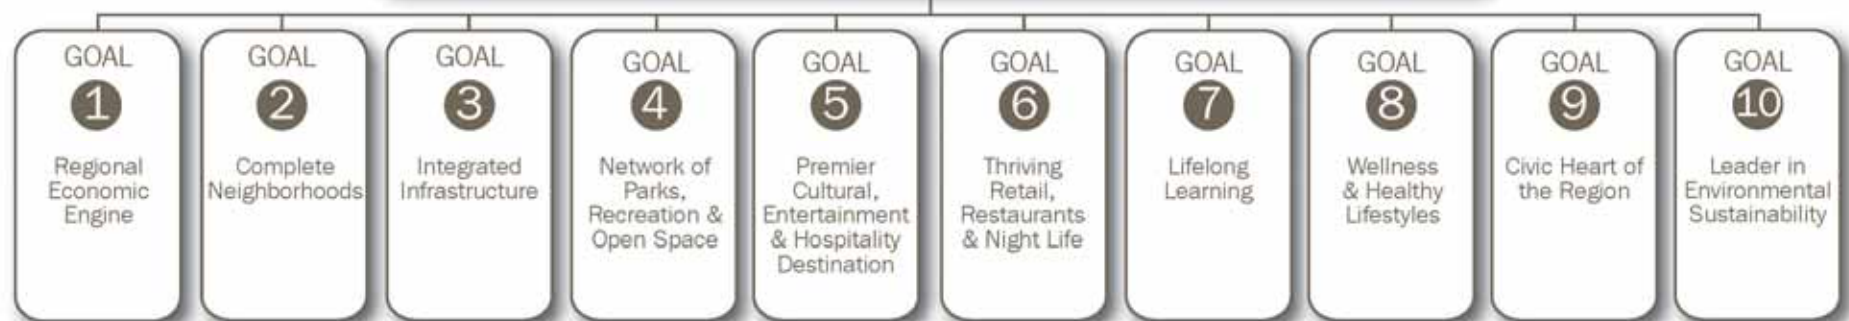 GOAL
1
Regional
Economic
Engine
GOAL
2
Complete
Neighborhoods
GOAL
3
Integrated
Infrastructure
GOAL
4
Network of
Parks,
Recreation &
Open Space
GOAL
5
Premier
Cultural,
Entertainment
& Hospitality
Destination
GOAL
6
Thriving
Retail,
Restaurants
& Night Life
GOAL
7
Lifelong
Learning
GOAL
8
Wellness
& Healthy
Lifestyles
GOAL
9
Civic Heart of
the Region
GOAL
10
Leader in
Environmental
Sustainability